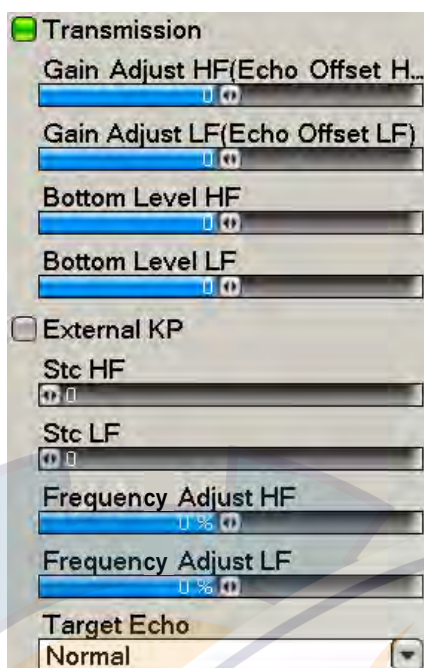 Transmission
Gain Adjust HF(Echo Offset H...
0
Gain Adjust LF(Echo Offset LF)
0
Bottom Level HF
0
Bottom Level LF
0
External KP
Stc HF
0
Stc LF
0
Frequency Adjust HF
0 %
Frequency Adjust LF
0 %
Target Echo
Normal